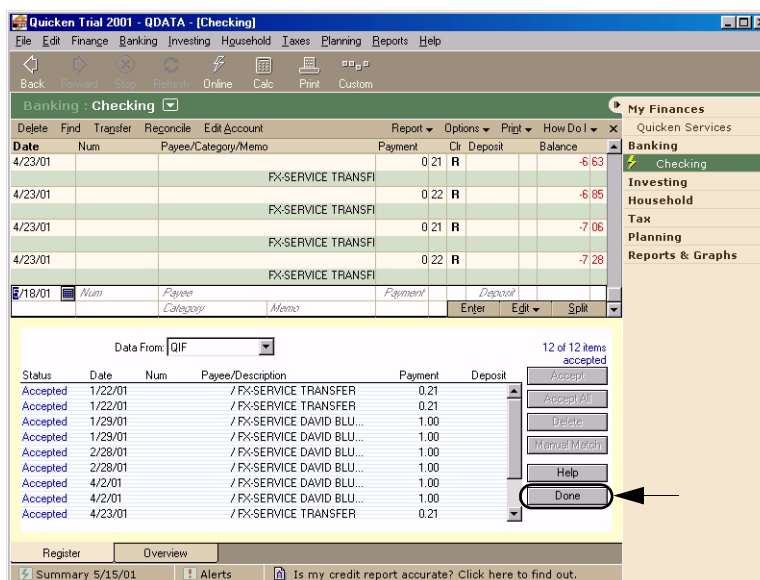 Quicken Trial 2001 - QDATA - [Checking]
File Edit Finance Banking Investing Household Taxes Planning Reports Help
Back Forward Stop Refresh Online Calc Print Custom
Banking : Checking
Delete Find Transfer Reconcile Edit Account Report Options Print How Do I
Date Num Payee/Category/Memo Payment Clr Deposit Balance
4/23/01 0 21 R -6 63
FX-SERVICE TRANSFI
4/23/01 0 22 R -6 85
FX-SERVICE TRANSFI
4/23/01 0 21 R -7 06
FX-SERVICE TRANSFI
4/23/01 0 22 R -7 28
FX-SERVICE TRANSFI
5/18/01 Num Payee Payment Deposit
Category Memo Enter Edit Split
My Finances
Quicken Services
Banking
Checking
Investing
Household
Tax
Planning
Reports & Graphs
Data From: QIF
12 of 12 items
accepted
Status Date Num Payee/Description Payment Deposit
Accepted 1/22/01 / FX-SERVICE TRANSFER 0.21
Accepted 1/22/01 / FX-SERVICE TRANSFER 0.21
Accepted 1/29/01 / FX-SERVICE DAVID BLU... 1.00
Accepted 1/29/01 / FX-SERVICE DAVID BLU... 1.00
Accepted 2/28/01 / FX-SERVICE DAVID BLU... 1.00
Accepted 2/28/01 / FX-SERVICE DAVID BLU... 1.00
Accepted 4/2/01 / FX-SERVICE DAVID BLU... 1.00
Accepted 4/2/01 / FX-SERVICE DAVID BLU... 1.00
Accepted 4/23/01 / FX-SERVICE TRANSFER 0.21
Accept
Accept All
Delete
Manual Match
Help
Done
Register Overview
Summary 5/15/01 Alerts Is my credit report accurate? Click here to find out.